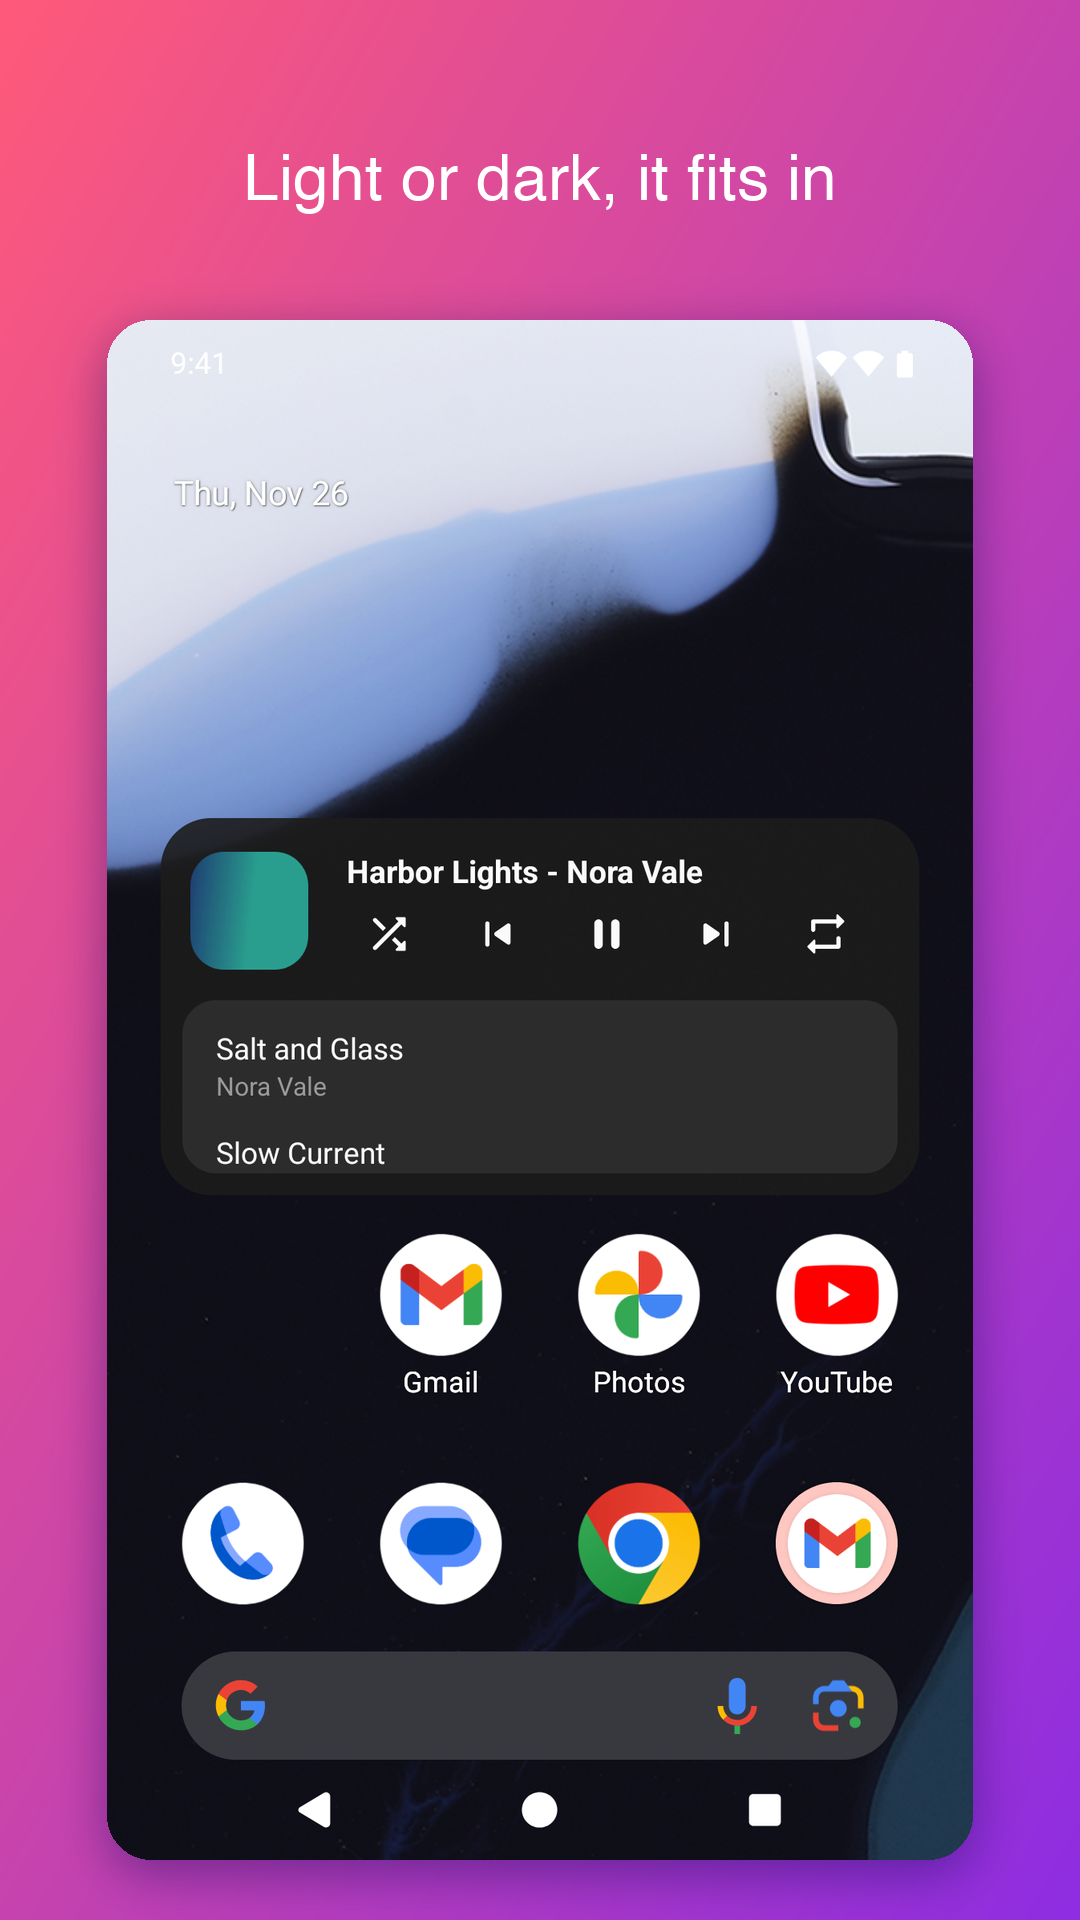 Light or dark, it fits in
9:41
Thu, Nov 26
Harbor Lights - Nora Vale
Salt and Glass
Nora Vale
Slow Current
Gmail
Photos
YouTube